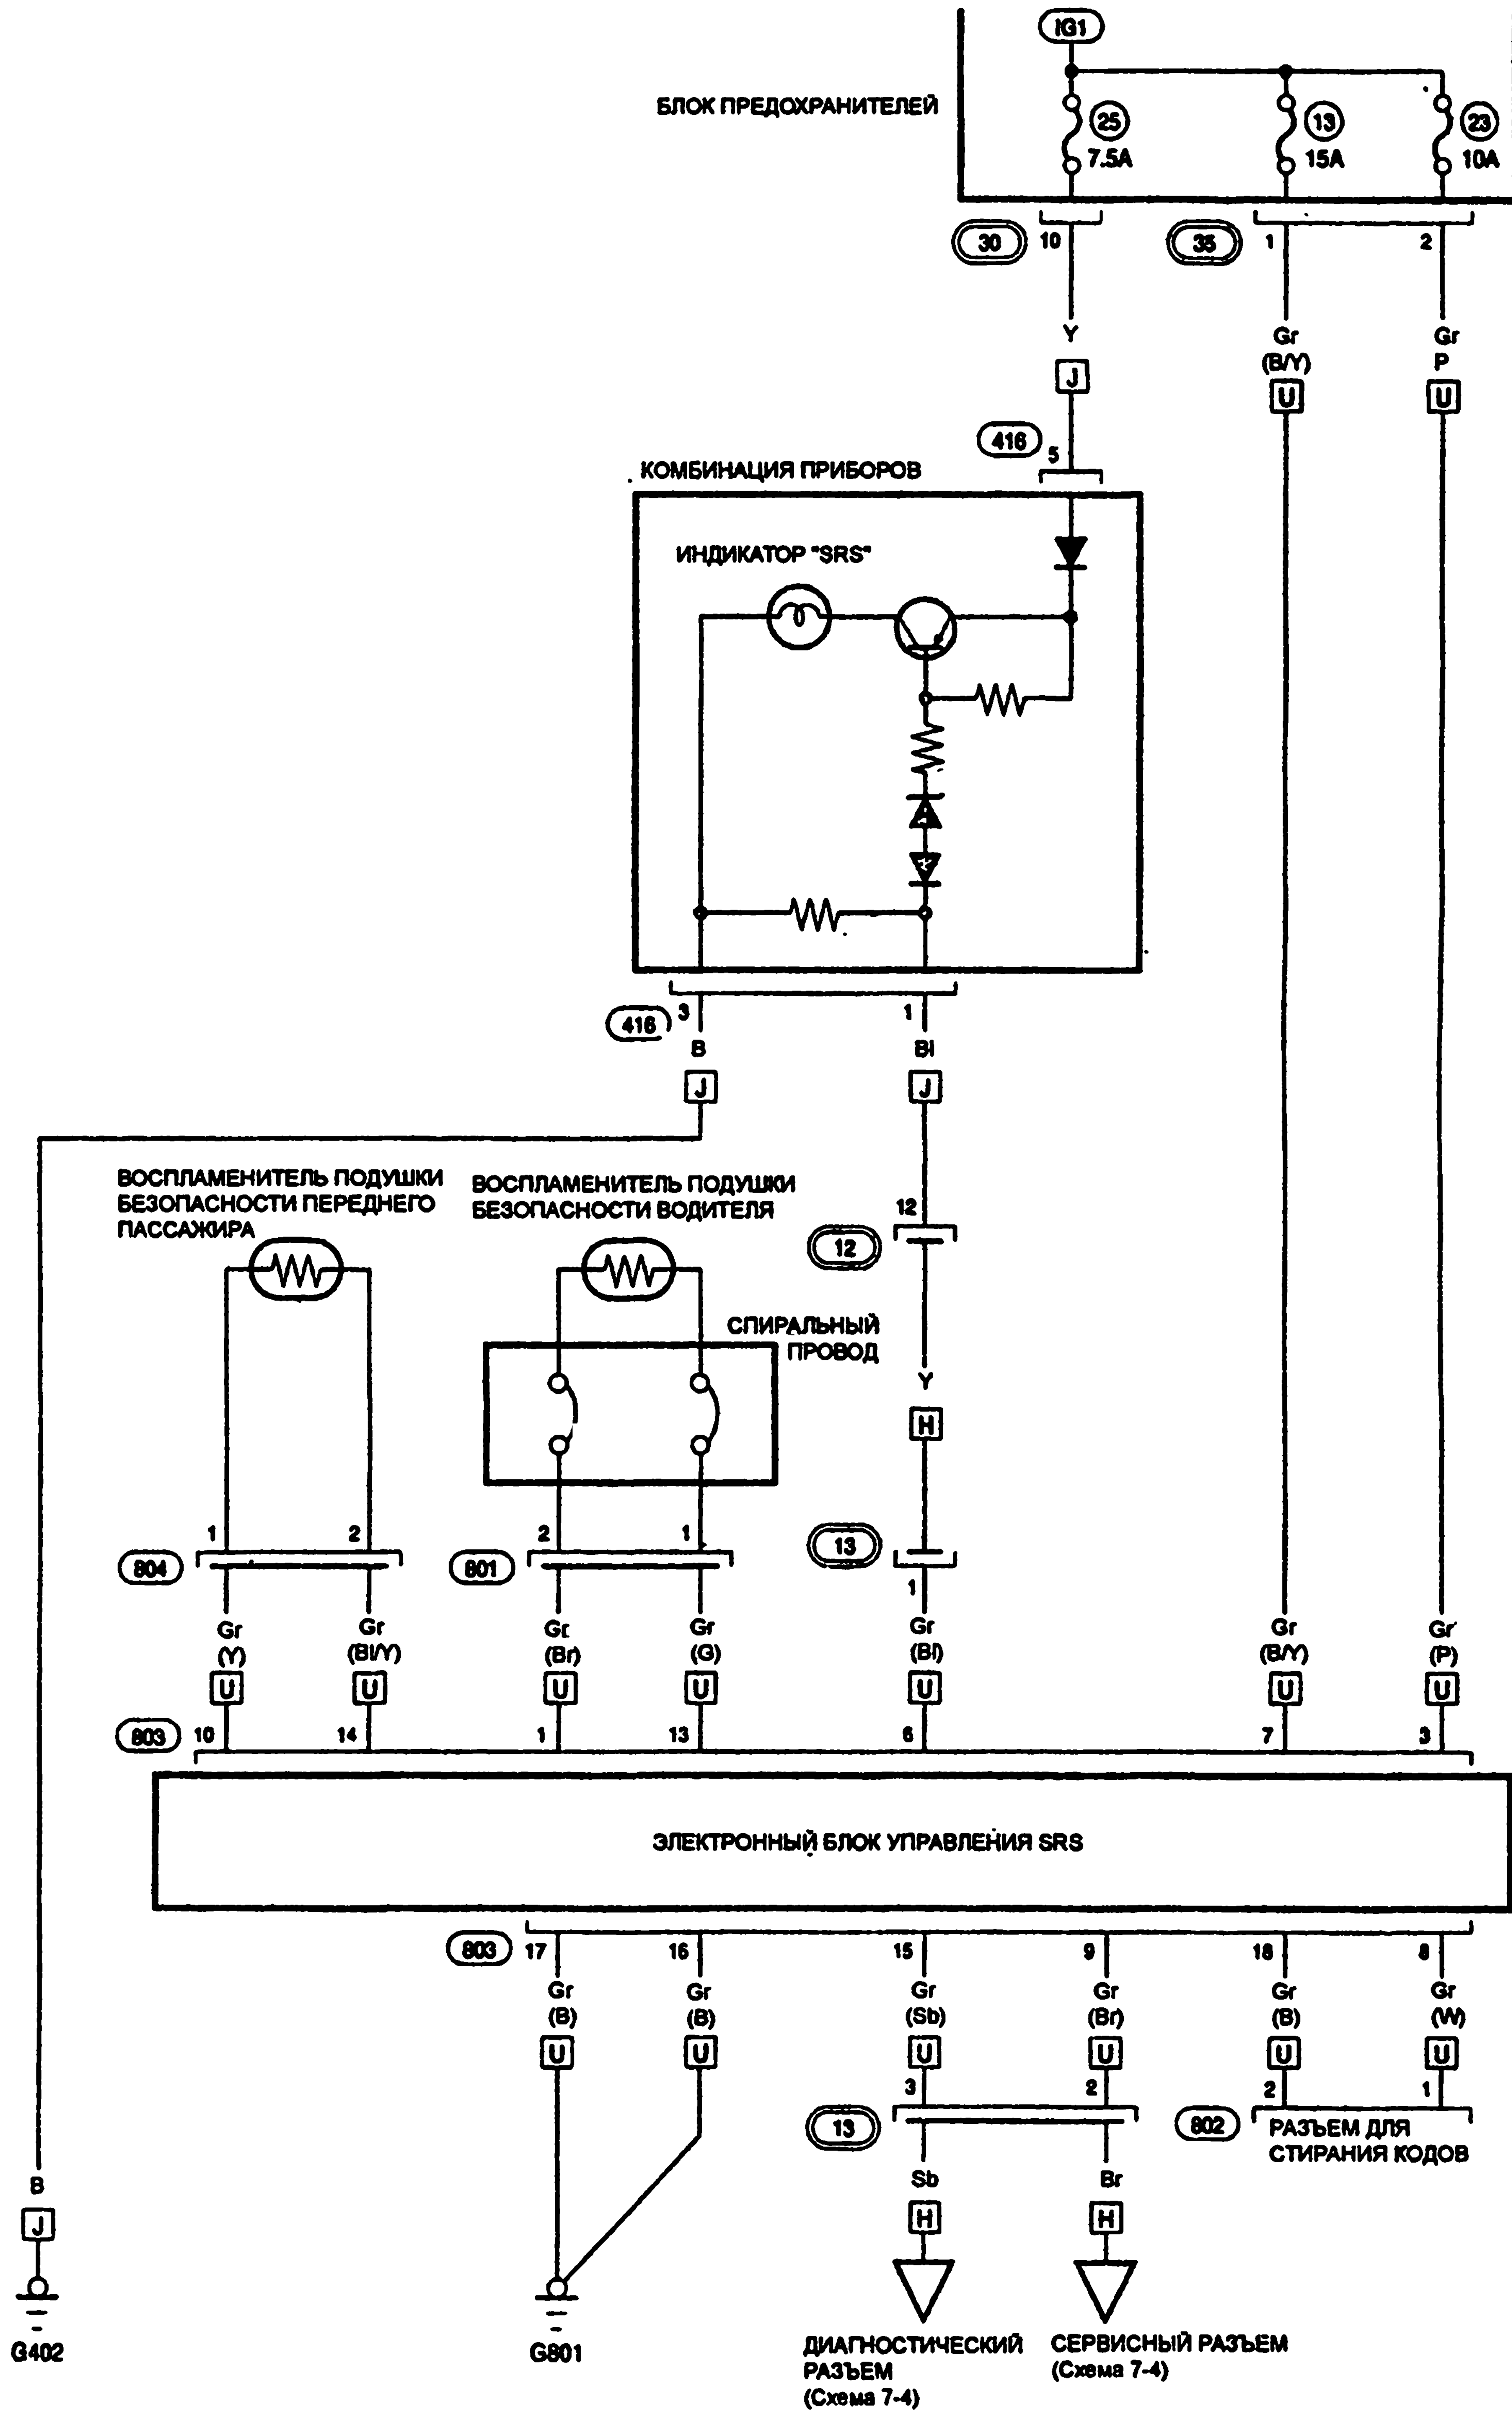 IG1
БЛОК ПРЕДОХРАНИТЕЛЕЙ
25 13 23
7.5A 15A 10A
30 10 35 1 2
Y Gr Gr
(B/Y) P
J U U
416 5
КОМБИНАЦИЯ ПРИБОРОВ
ИНДИКАТОР "SRS"
416 3 1
B Bl
J J
ВОСПЛАМЕНИТЕЛЬ ПОДУШКИ
БЕЗОПАСНОСТИ ПЕРЕДНЕГО
ПАССАЖИРА
ВОСПЛАМЕНИТЕЛЬ ПОДУШКИ
БЕЗОПАСНОСТИ ВОДИТЕЛЯ
12
12
СПИРАЛЬНЫЙ
ПРОВОД
Y
H
1 2 2 1
804 801 13
1
Gr Gr Gr Gr Gr Gr Gr
(Y) (Bl/Y) (Br) (G) (Bl) (B/Y) (P)
U U U U U U U
803 10 14 1 13 6 7 3
ЭЛЕКТРОННЫЙ БЛОК УПРАВЛЕНИЯ SRS
803 17 16 15 9 18 8
Gr Gr Gr Gr Gr Gr
(B) (B) (Sb) (Br) (B) (W)
U U U U U U
3 2 2 1
13 802
РАЗЪЕМ ДЛЯ
СТИРАНИЯ КОДОВ
B Sb Br
J H H
G402 G801
ДИАГНОСТИЧЕСКИЙ
РАЗЪЕМ
(Схема 7-4)
СЕРВИСНЫЙ РАЗЪЕМ
(Схема 7-4)